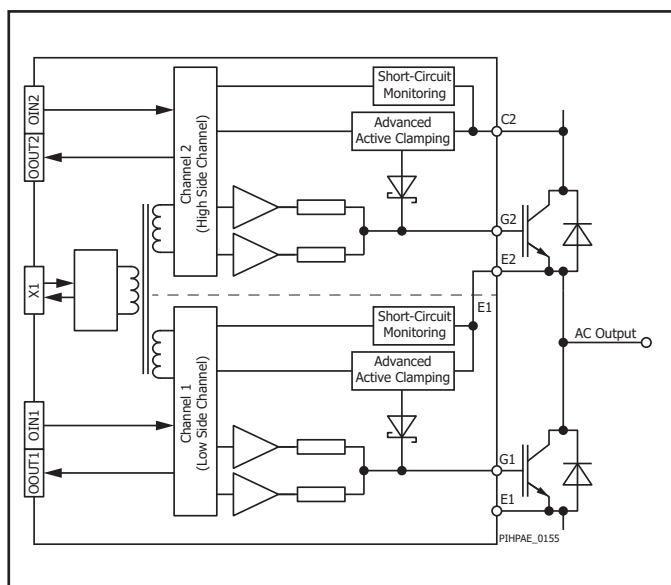 Short-Circuit
Monitoring
OIN2
C2
Advanced
Active Clamping
OOUT2
Channel 2
(High Side Channel)
G2
E2
X1
E1
Short-Circuit
Monitoring
AC Output
Advanced
Active Clamping
OIN1
Channel 1
(Low Side Channel)
OOUT1
G1
E1
PIHPAE_0155